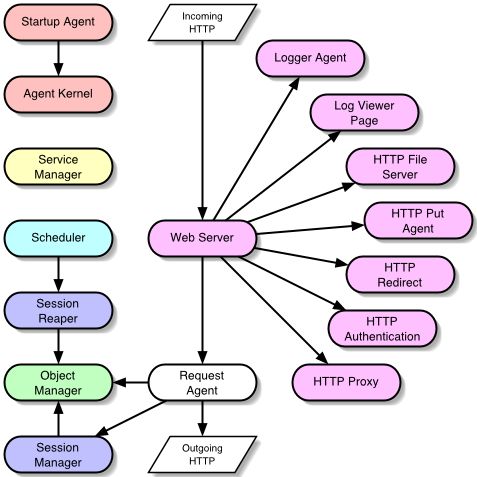 Startup Agent
Incoming
HTTP
Logger Agent
Agent Kernel
Log Viewer
Page
Service
Manager
HTTP File
Server
HTTP Put
Agent
Scheduler
Web Server
HTTP
Redirect
Session
Reaper
HTTP
Authentication
Object
Manager
Request
Agent
HTTP Proxy
Session
Manager
Outgoing
HTTP